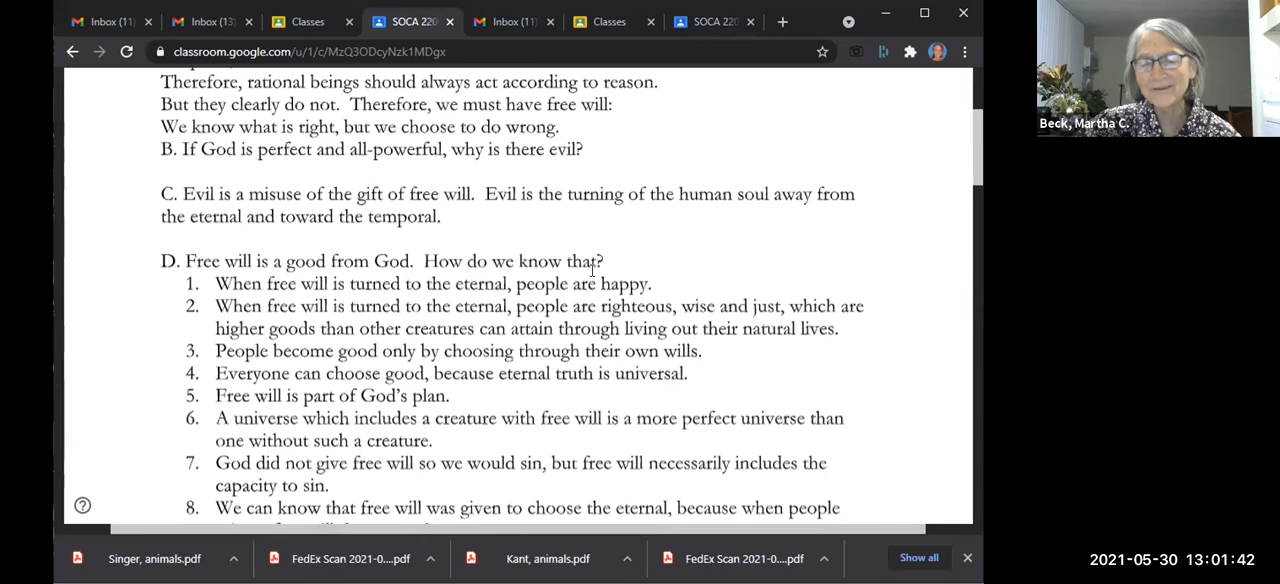 Inbox (11)
Inbox (13)
Classes
SOCA 220
Inbox (11)
Classes
SOCA 220
classroom.google.com/u/1/c/MzQ3ODcyNzk1MDgx
Therefore, rational beings should always act according to reason.
But they clearly do not. Therefore, we must have free will:
We know what is right, but we choose to do wrong.
B. If God is perfect and all-powerful, why is there evil?
C. Evil is a misuse of the gift of free will. Evil is the turning of the human soul away from
the eternal and toward the temporal.
D. Free will is a good from God. How do we know that?
1. When free will is turned to the eternal, people are happy.
2. When free will is turned to the eternal, people are righteous, wise and just, which are
higher goods than other creatures can attain through living out their natural lives.
3. People become good only by choosing through their own wills.
4. Everyone can choose good, because eternal truth is universal.
5. Free will is part of God's plan.
6. A universe which includes a creature with free will is a more perfect universe than
one without such a creature.
7. God did not give free will so we would sin, but free will necessarily includes the
capacity to sin.
8. We can know that free will was given to choose the eternal, because when people
Singer, animals.pdf
FedEx Scan 2021-0....pdf
Kant, animals.pdf
FedEx Scan 2021-0....pdf
Show all
Beck, Martha C.
2021-05-30 13:01:42